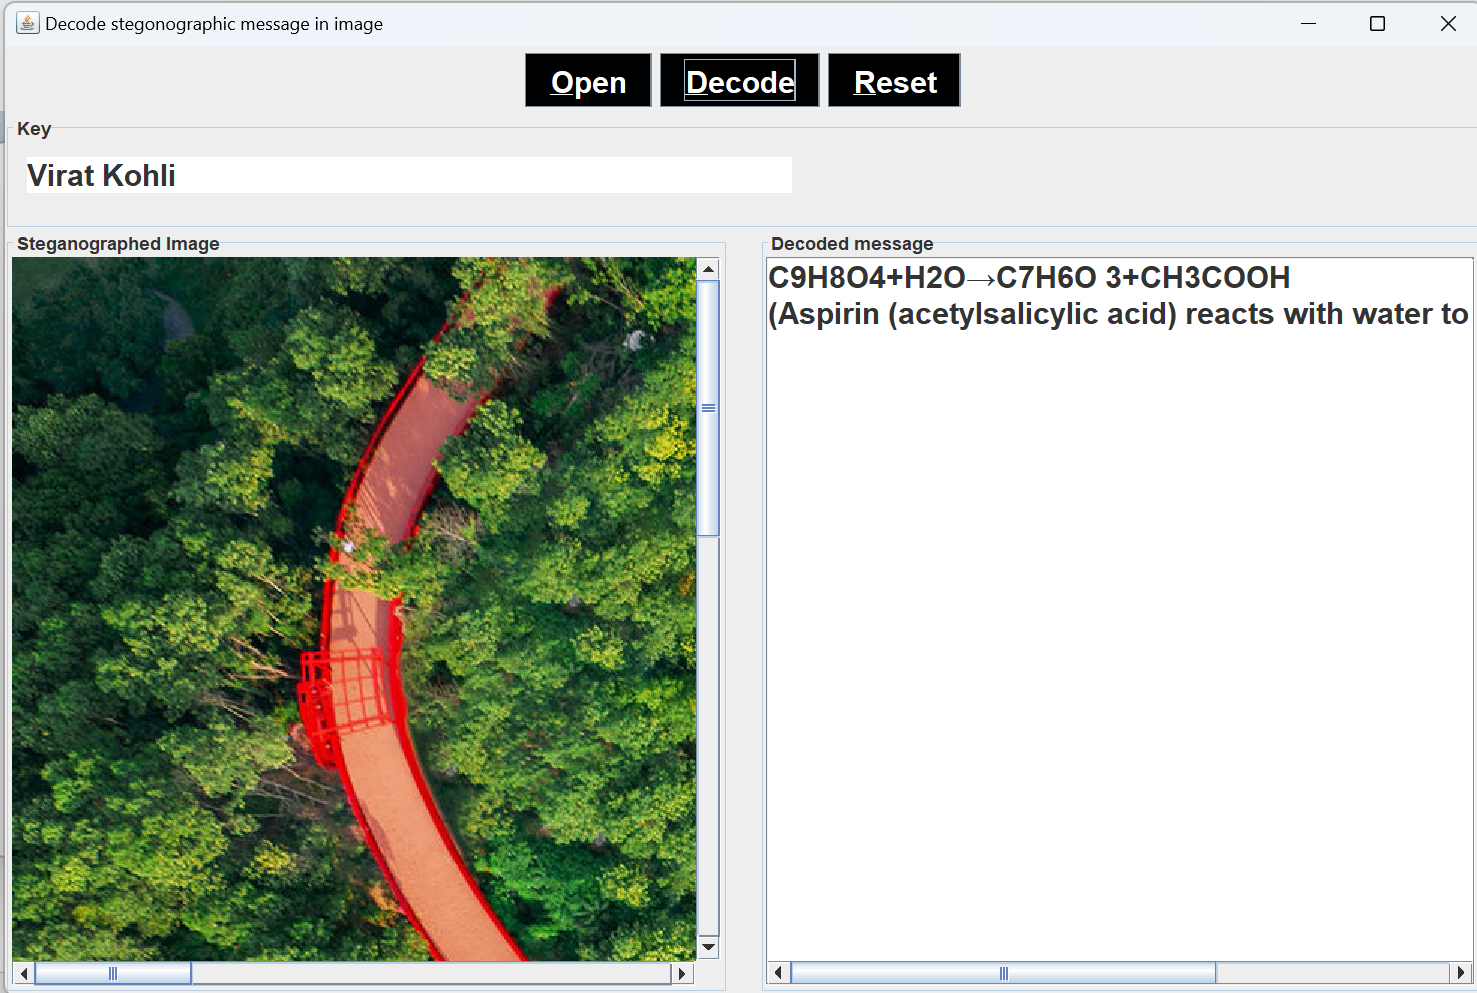 Decode stegonographic message in image
Open Decode Reset
Key
Virat Kohli
Steganographed Image
Decoded message
C9H8O4+H2O→C7H6O 3+CH3COOH
(Aspirin (acetylsalicylic acid) reacts with water to